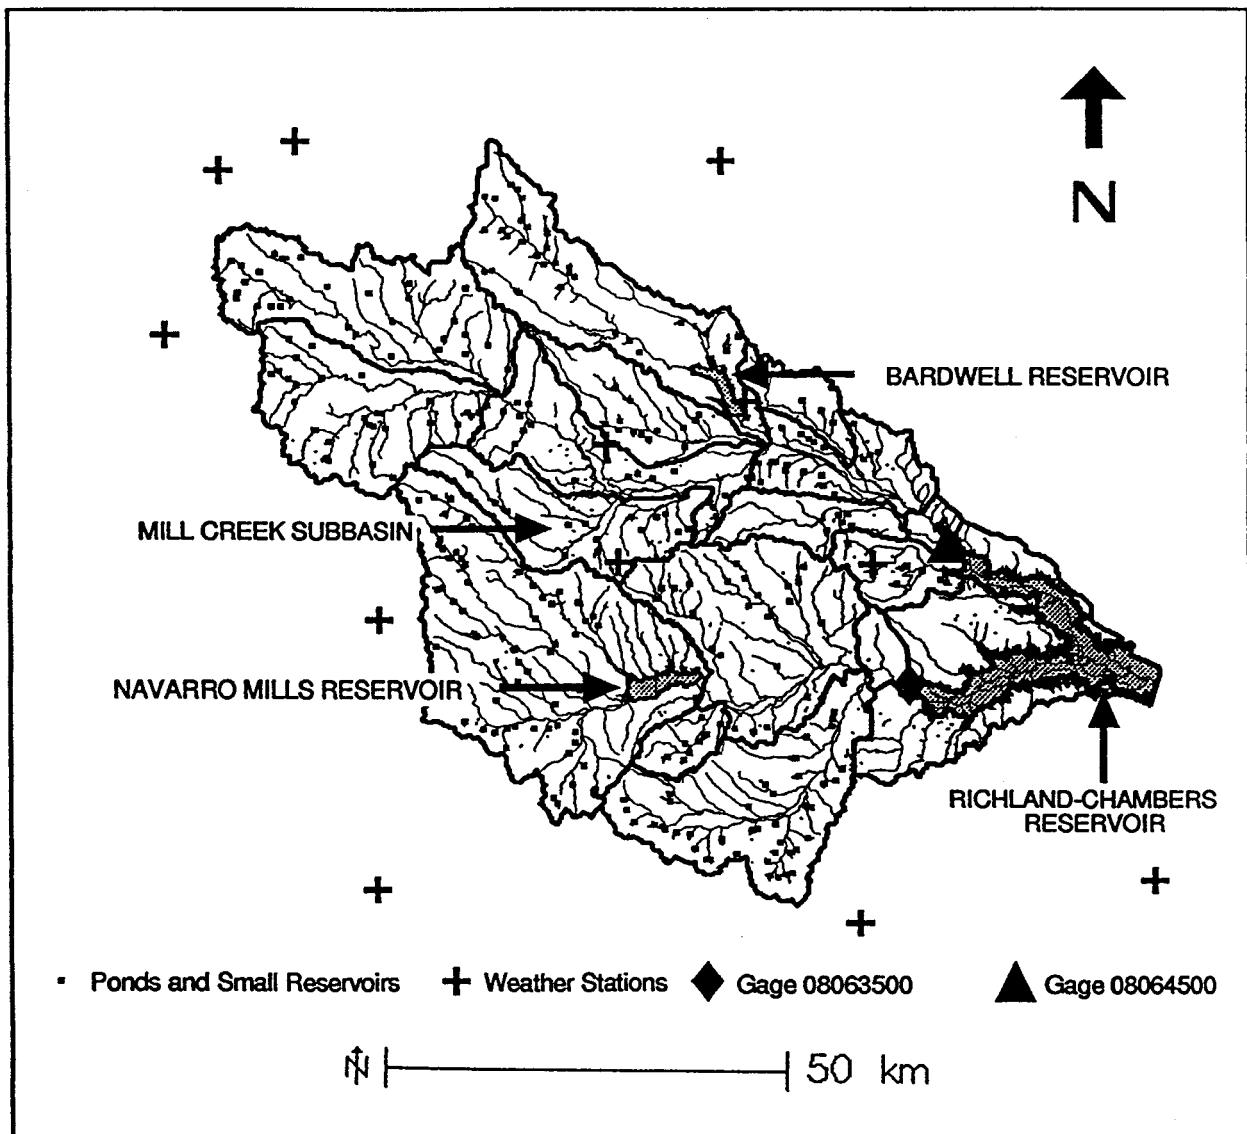 N
BARDWELL RESERVOIR
MILL CREEK SUBBASIN
NAVARRO MILLS RESERVOIR
RICHLAND-CHAMBERS
RESERVOIR
Ponds and Small Reservoirs Weather Stations Gage 08063500 Gage 08064500
N 50 km